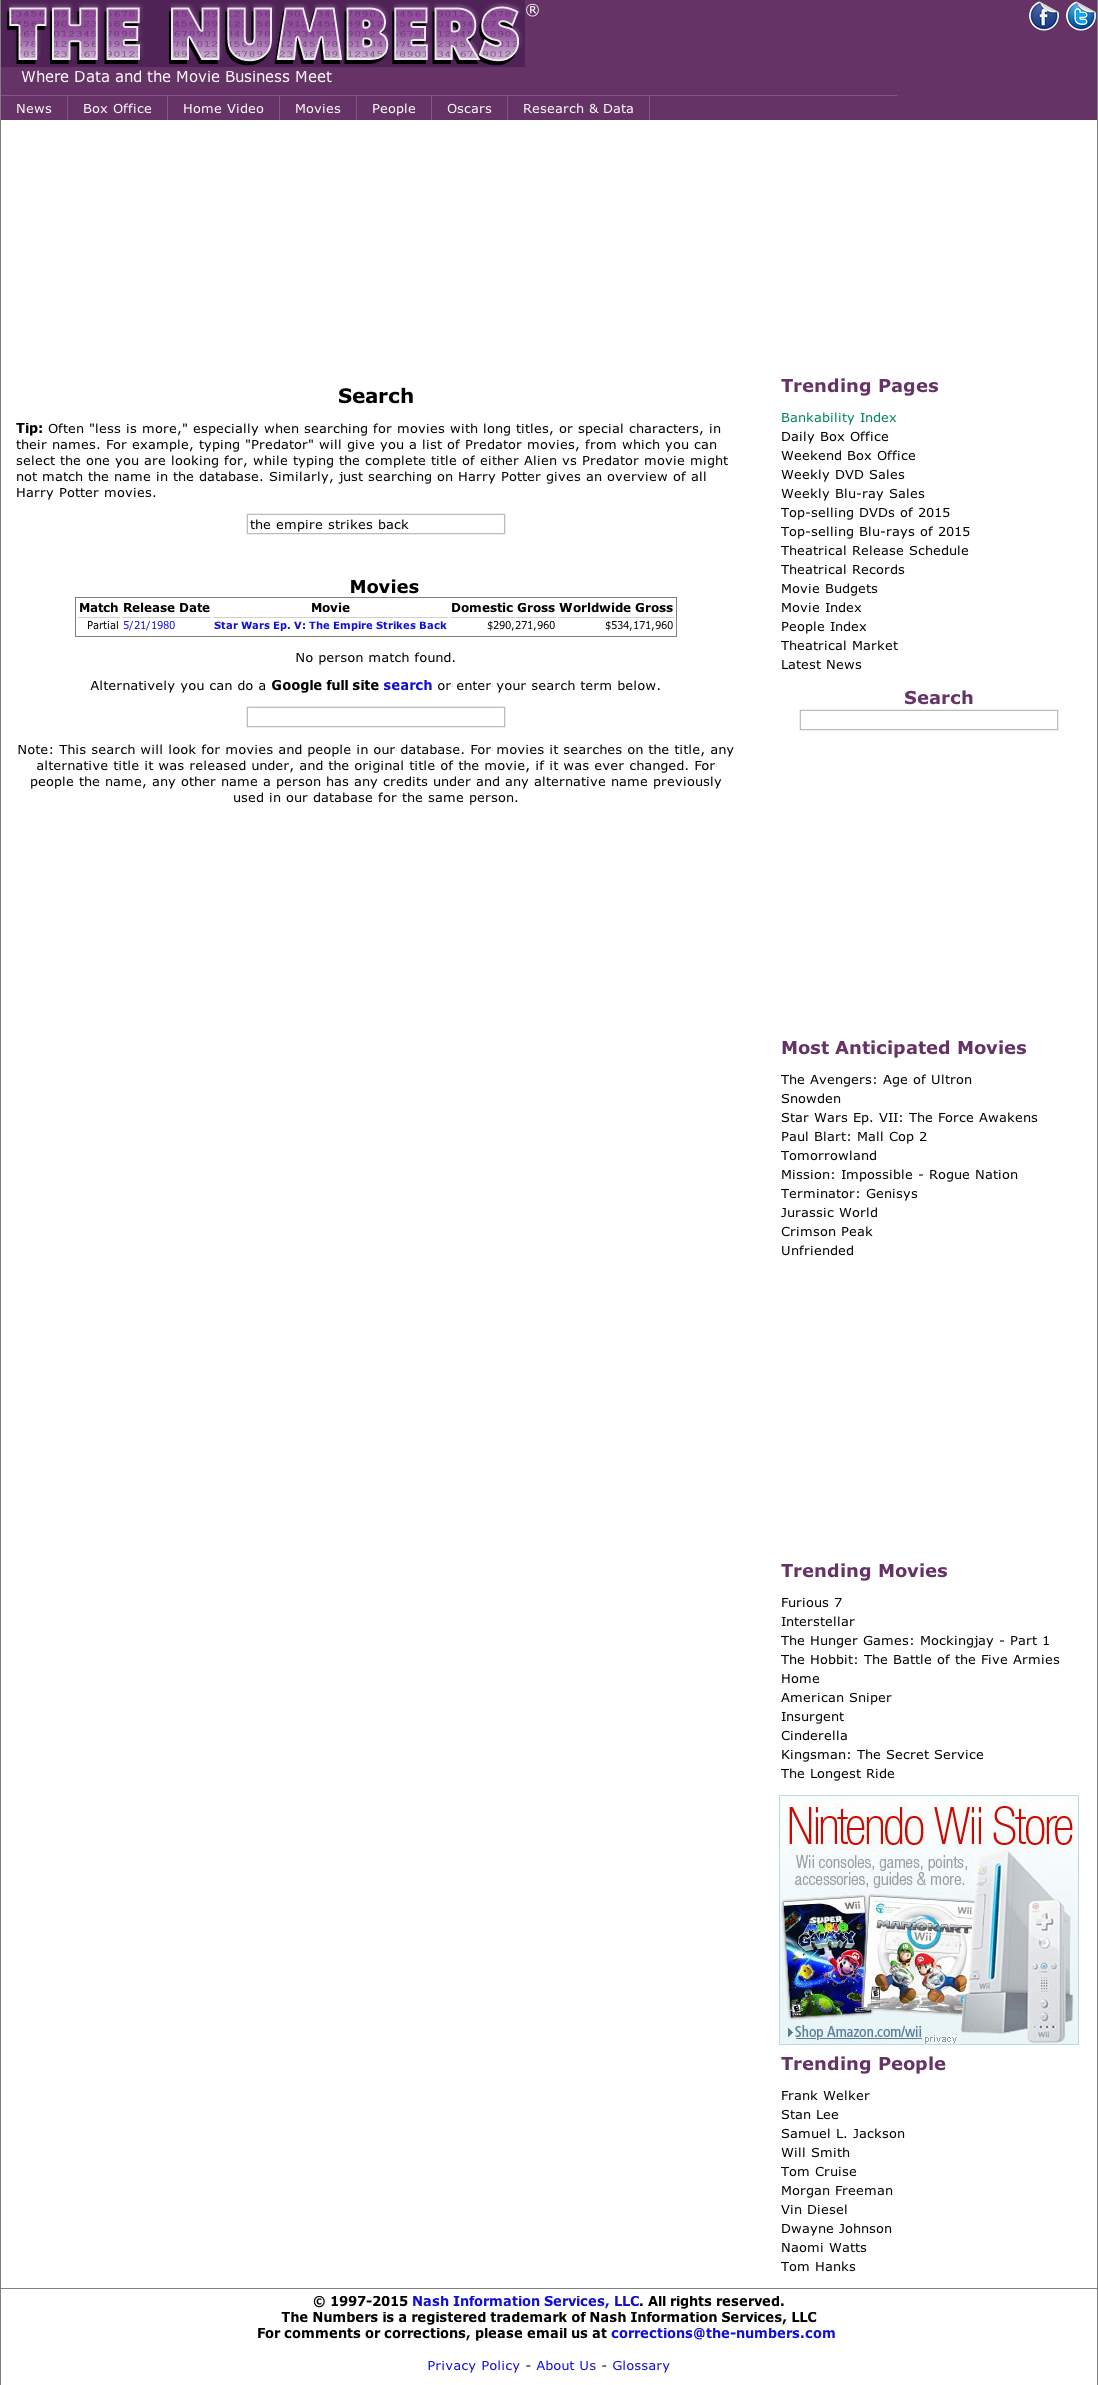 THE NUMBERS®
Where Data and the Movie Business Meet
News
Box Office
Home Video
Movies
People
Oscars
Research & Data
Search
Tip: Often "less is more," especially when searching for movies with long titles, or special characters, in
their names. For example, typing "Predator" will give you a list of Predator movies, from which you can
select the one you are looking for, while typing the complete title of either Alien vs Predator movie might
not match the name in the database. Similarly, just searching on Harry Potter gives an overview of all
Harry Potter movies.
the empire strikes back
Movies
Match Release Date Movie Domestic Gross Worldwide Gross
Partial 5/21/1980 Star Wars Ep. V: The Empire Strikes Back $290,271,960 $534,171,960
No person match found.
Alternatively you can do a Google full site search or enter your search term below.
Note: This search will look for movies and people in our database. For movies it searches on the title, any
alternative title it was released under, and the original title of the movie, if it was ever changed. For
people the name, any other name a person has any credits under and any alternative name previously
used in our database for the same person.
Trending Pages
Bankability Index
Daily Box Office
Weekend Box Office
Weekly DVD Sales
Weekly Blu-ray Sales
Top-selling DVDs of 2015
Top-selling Blu-rays of 2015
Theatrical Release Schedule
Theatrical Records
Movie Budgets
Movie Index
People Index
Theatrical Market
Latest News
Search
Most Anticipated Movies
The Avengers: Age of Ultron
Snowden
Star Wars Ep. VII: The Force Awakens
Paul Blart: Mall Cop 2
Tomorrowland
Mission: Impossible - Rogue Nation
Terminator: Genisys
Jurassic World
Crimson Peak
Unfriended
Trending Movies
Furious 7
Interstellar
The Hunger Games: Mockingjay - Part 1
The Hobbit: The Battle of the Five Armies
Home
American Sniper
Insurgent
Cinderella
Kingsman: The Secret Service
The Longest Ride
Nintendo Wii Store
Wii consoles, games, points,
accessories, guides & more.
Wii
SUPER
MARIO
GALAXY
Wii
MARIOKART
Wii
Wii
Wii
Shop Amazon.com/wii
privacy
Trending People
Frank Welker
Stan Lee
Samuel L. Jackson
Will Smith
Tom Cruise
Morgan Freeman
Vin Diesel
Dwayne Johnson
Naomi Watts
Tom Hanks
© 1997-2015 Nash Information Services, LLC. All rights reserved.
The Numbers is a registered trademark of Nash Information Services, LLC
For comments or corrections, please email us at corrections@the-numbers.com
Privacy Policy - About Us - Glossary